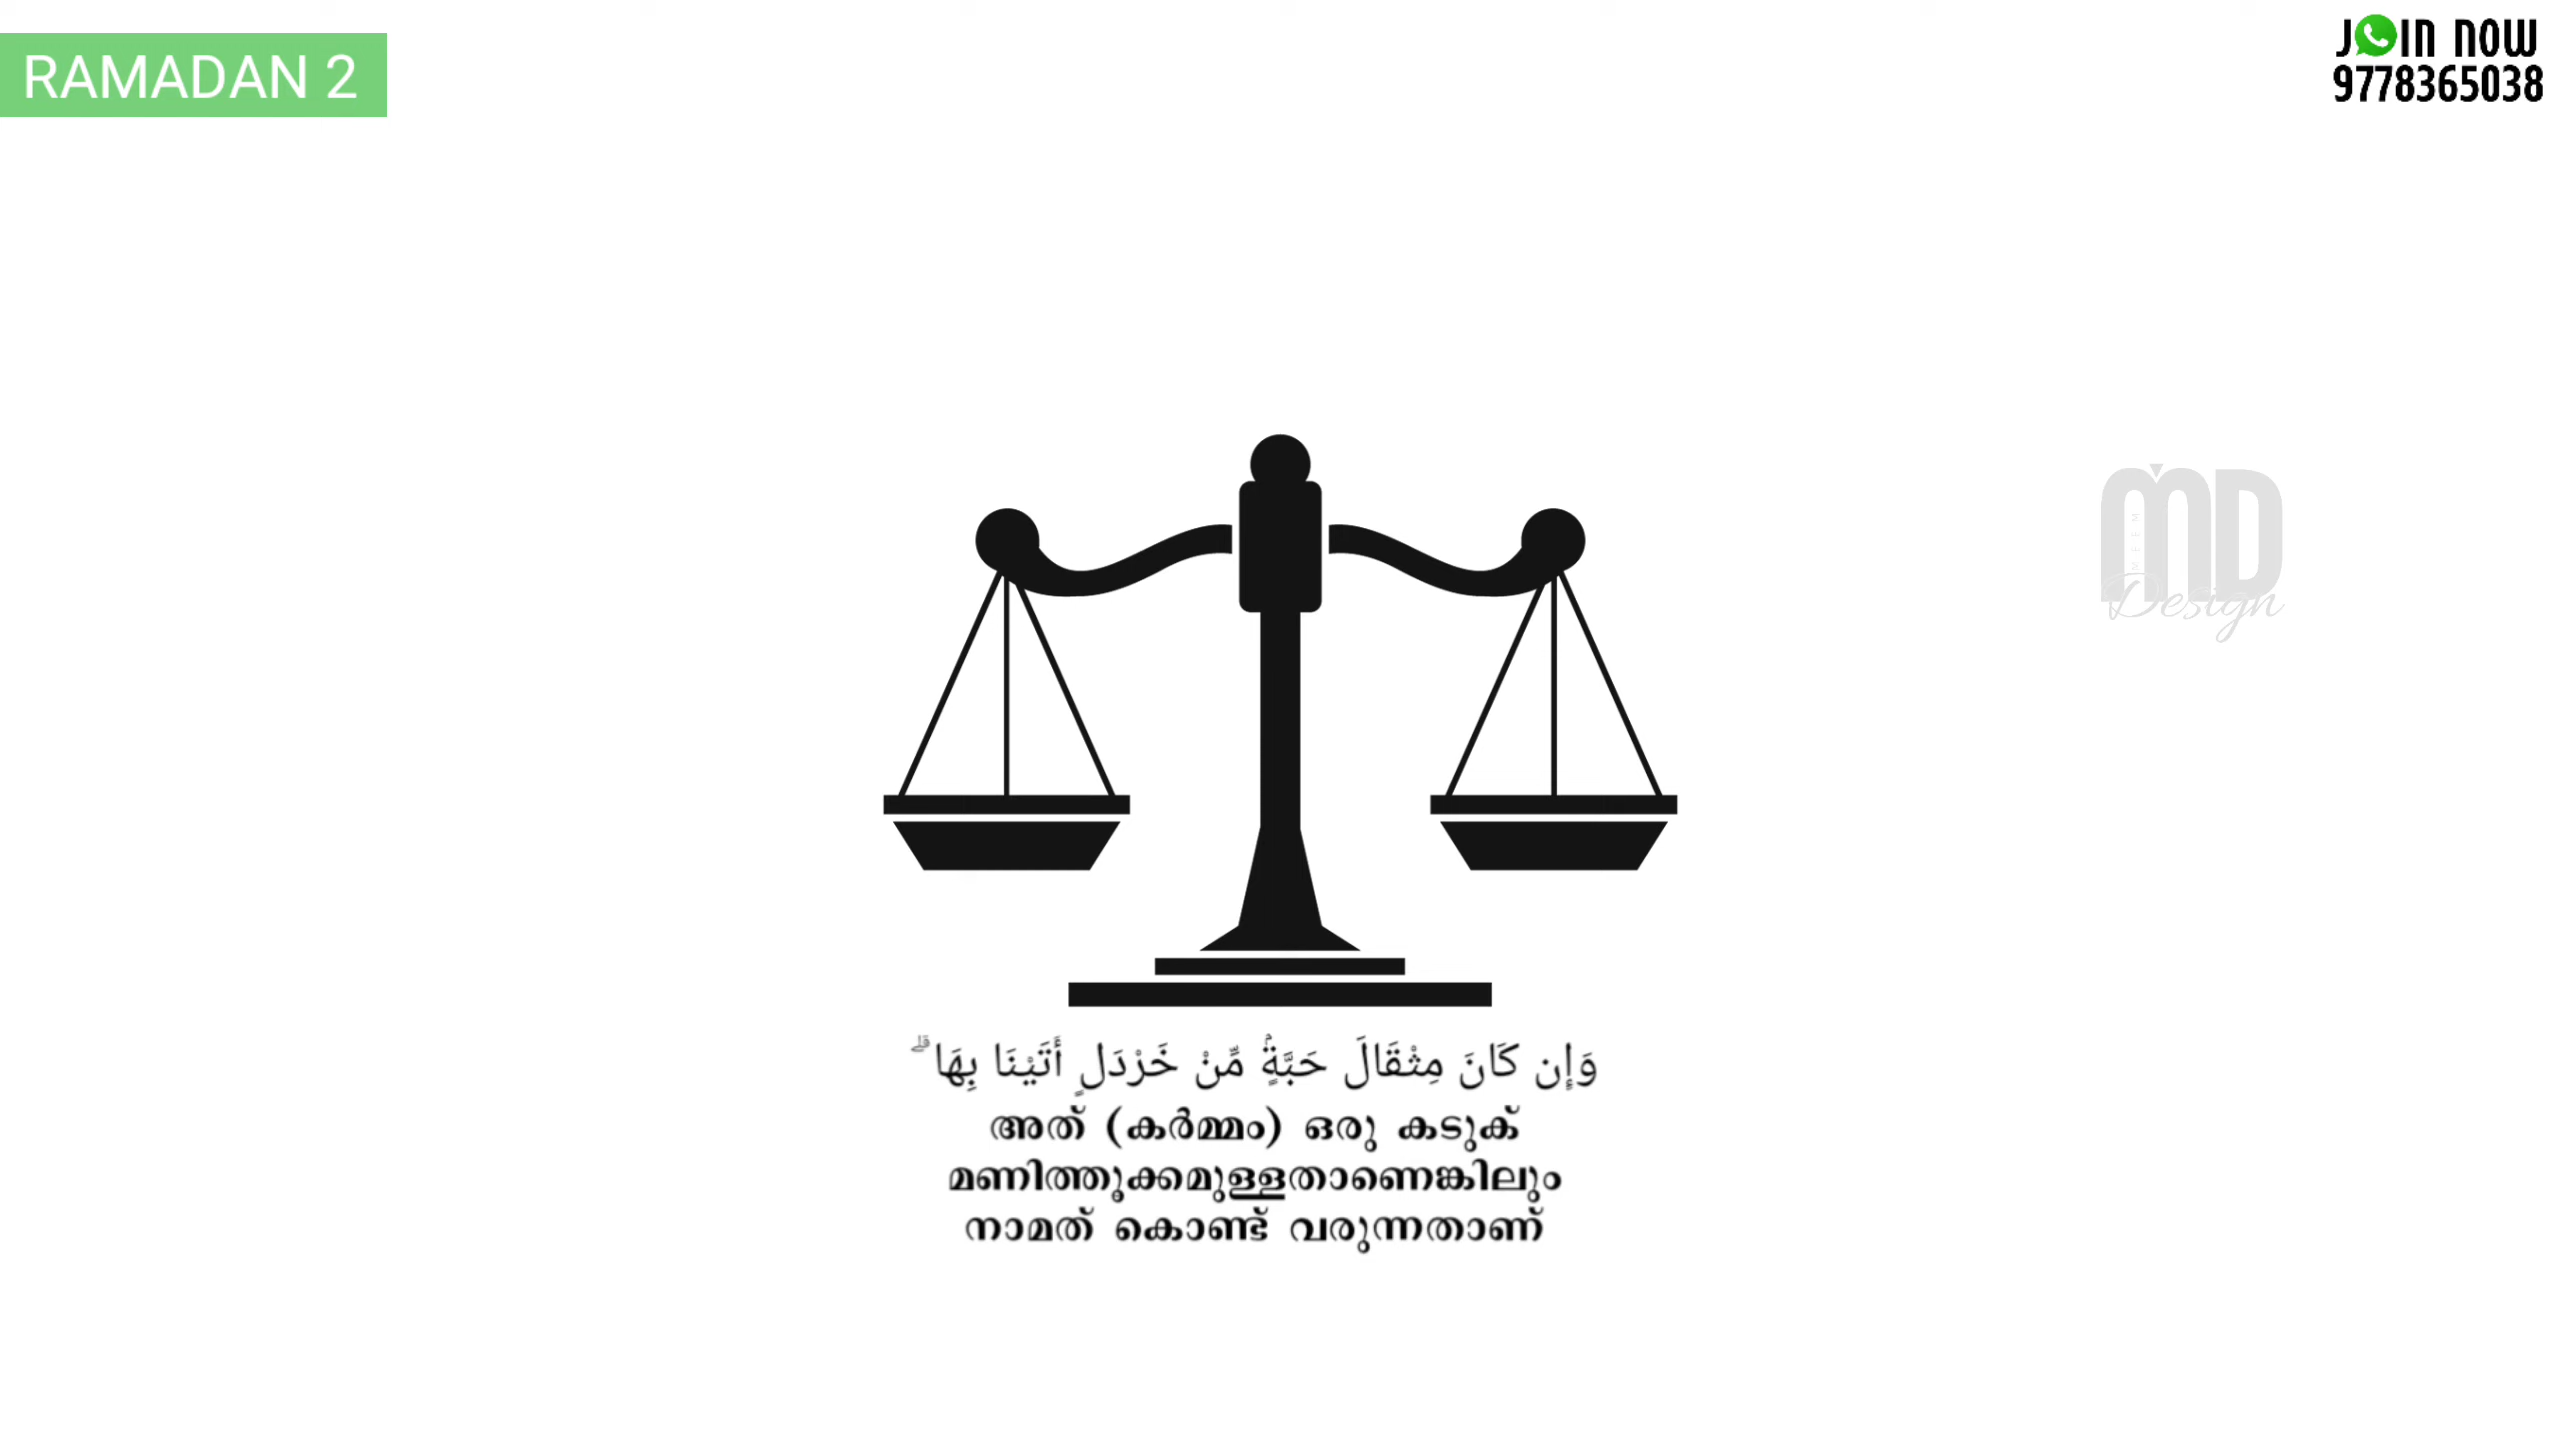 RAMADAN 2
JOIN NOW
9778365038
MD
MEEM
Design
وَإِن كَانَ مِثْقَالَ حَبَّةٍۢ مِّنْ خَرْدَلٍ أَتَيْنَا بِهَا ۗ
അത് (കർമ്മം) ഒരു കടുക്
മണിത്തൂക്കമുള്ളതാണെങ്കിലും
നാമത് കൊണ്ട് വരുന്നതാണ്